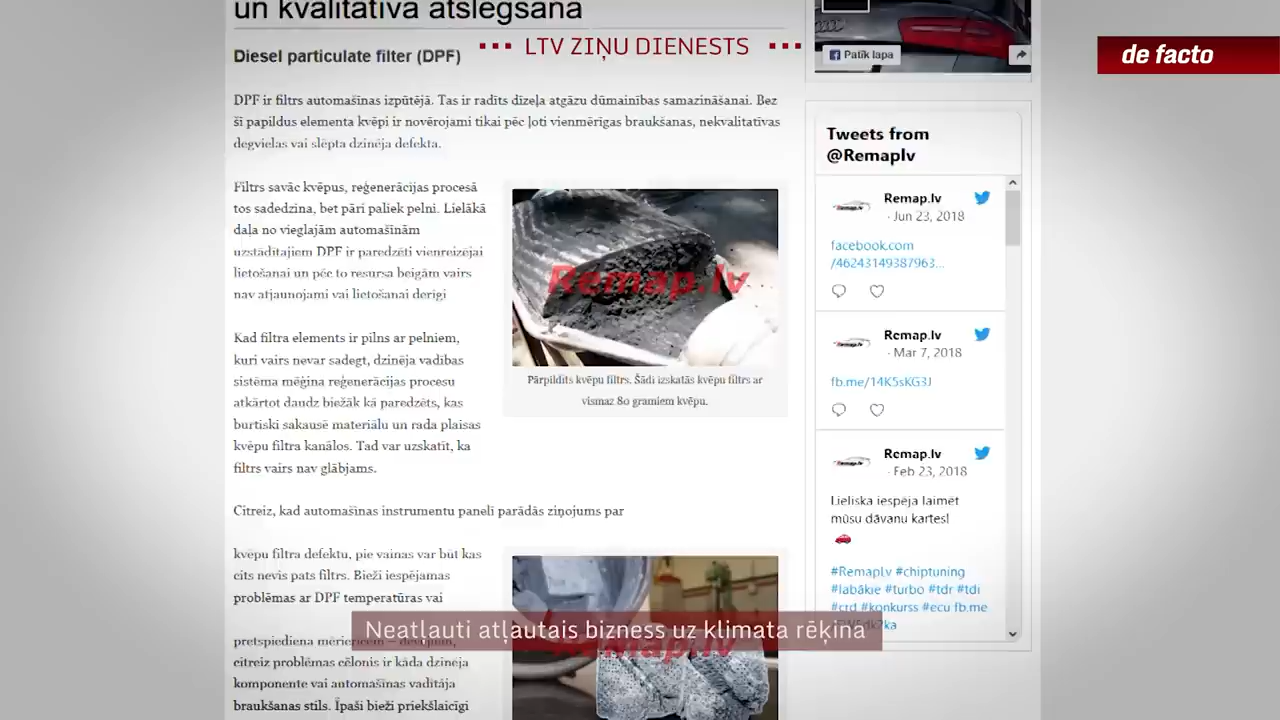 un kvalitatīva atslēgšana
LTV ZIŅU DIENESTS
de facto
Diesel particulate filter (DPF)
DPF ir filtrs automašīnas izpūtējā. Tas ir radīts dīzeļa atgāzu dūmainības samazināšanai. Bez
šī papildus elementa kvēpi ir novērojami tikai pēc ļoti vienmērīgas braukšanas, nekvalitatīvas
degvielas vai slēpta dzinēja defekta.
Filtrs savāc kvēpus, reģenerācijas procesā
tos sadedzina, bet pāri paliek pelni. Lielākā
daļa no vieglajām automašīnām
uzstādītajiem DPF ir paredzēti vienreizējai
lietošanai un pēc to resursa beigām vairs
nav atjaunojami vai lietošanai derīgi
Kad filtra elements ir pilns ar pelniem,
kuri vairs nevar sadegt, dzinēja vadības
sistēma mēģina reģenerācijas procesu
atkārtot daudz biežāk kā paredzēts, kas
burtiski sakausē materiālu un rada plaisas
kvēpu filtra kanālos. Tad var uzskatīt, ka
filtrs vairs nav glābjams.
Remap.lv
Pārpildīts kvēpu filtrs. Šādi izskatās kvēpu filtrs ar
vismaz 80 gramiem kvēpu.
Citreiz, kad automašīnas instrumentu panelī parādās ziņojums par
kvēpu filtra defektu, pie vainas var būt kas
cits nevis pats filtrs. Bieži iespējamas
problēmas ar DPF temperatūras vai
pretspiediena mērierīcēm – devējiem,
citreiz problēmas cēlonis ir kāda dzinēja
komponente vai automašīnas vadītāja
braukšanas stils. Īpaši bieži priekšlaicīgi
Remap.lv
Neatļauti atļautais bizness uz klimata rēķina
Patīk lapa
Tweets from
@Remaplv
Remap.lv
· Jun 23, 2018
facebook.com
/46243149387963…
Remap.lv
· Mar 7, 2018
fb.me/14K5sKG3J
Remap.lv
· Feb 23, 2018
Lieliska iespēja laimēt
mūsu dāvanu kartes!
#RemapLv #chiptuning
#labākie #turbo #tdr #tdi
#crd #konkurss #ecu fb.me